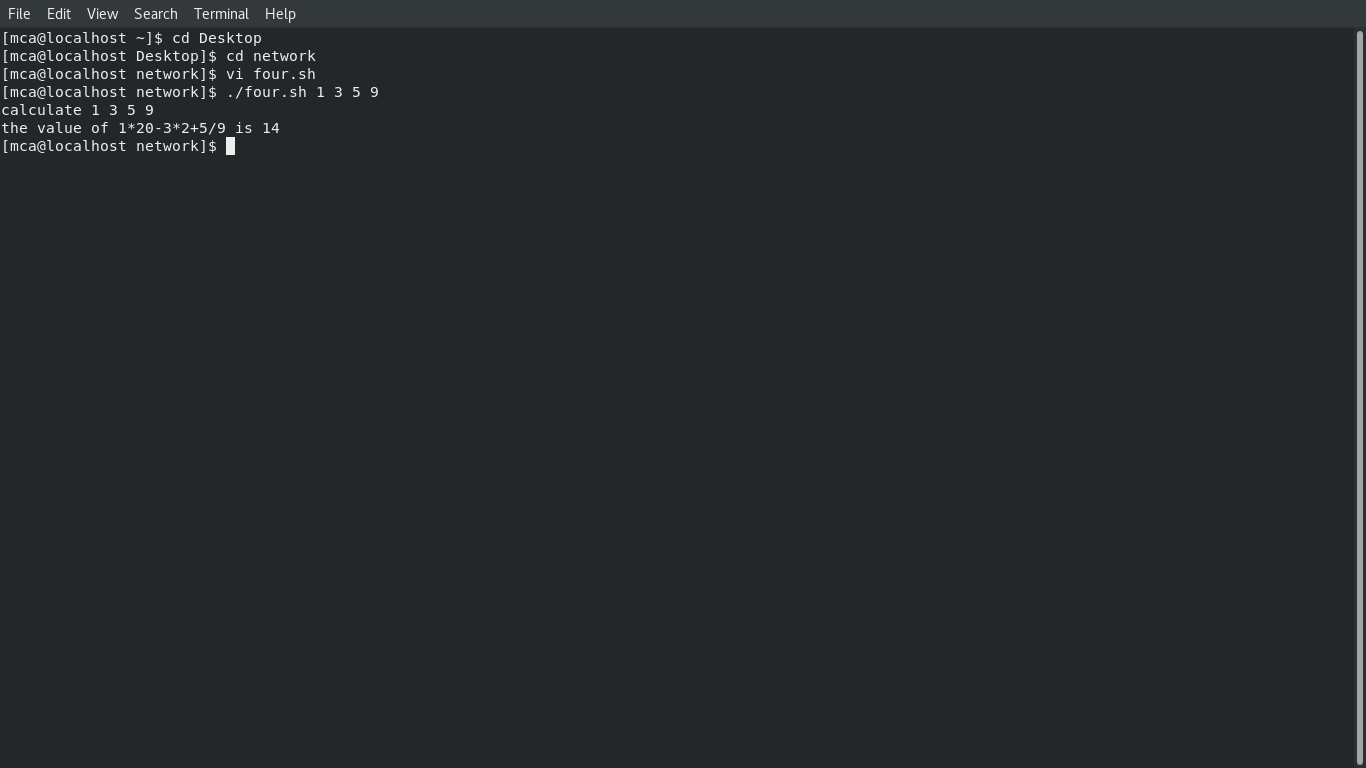 File Edit View Search Terminal Help
[mca@localhost ~]$ cd Desktop
[mca@localhost Desktop]$ cd network
[mca@localhost network]$ vi four.sh
[mca@localhost network]$ ./four.sh 1 3 5 9
calculate 1 3 5 9
the value of 1*20-3*2+5/9 is 14
[mca@localhost network]$